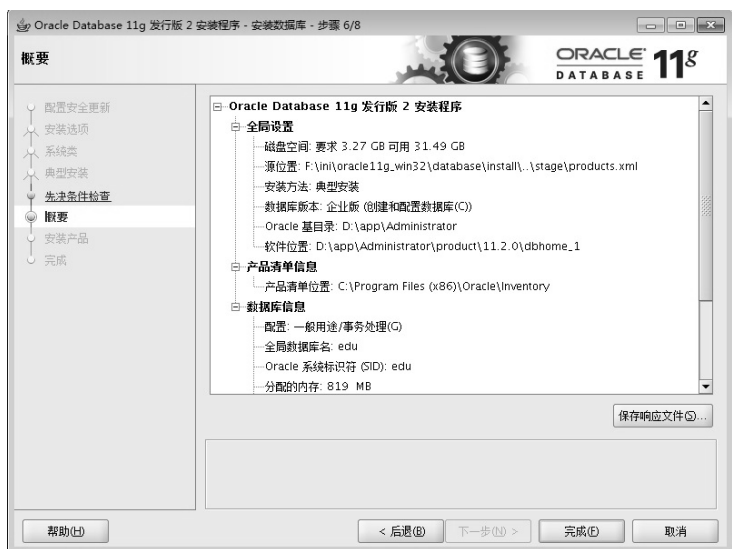 Oracle Database 11g 发行版 2 安装程序 - 安装数据库 - 步骤 6/8
概要
ORACLE
DATABASE 11g
配置安全更新
安装选项
系统类
典型安装
先决条件检查
概要
安装产品
完成
Oracle Database 11g 发行版 2 安装程序
全局设置
磁盘空间: 要求 3.27 GB 可用 31.49 GB
源位置: F:\ini\oracle11g_win32\database\install\..\stage\products.xml
安装方法: 典型安装
数据库版本: 企业版 (创建和配置数据库(C))
Oracle 基目录: D:\app\Administrator
软件位置: D:\app\Administrator\product\11.2.0\dbhome_1
产品清单信息
产品清单位置: C:\Program Files (x86)\Oracle\Inventory
数据库信息
配置: 一般用途/事务处理(G)
全局数据库名: edu
Oracle 系统标识符 (SID): edu
分配的内存: 819 MB
保存响应文件(S)...
帮助(H)
< 后退(B)
下一步(N) >
完成(F)
取消